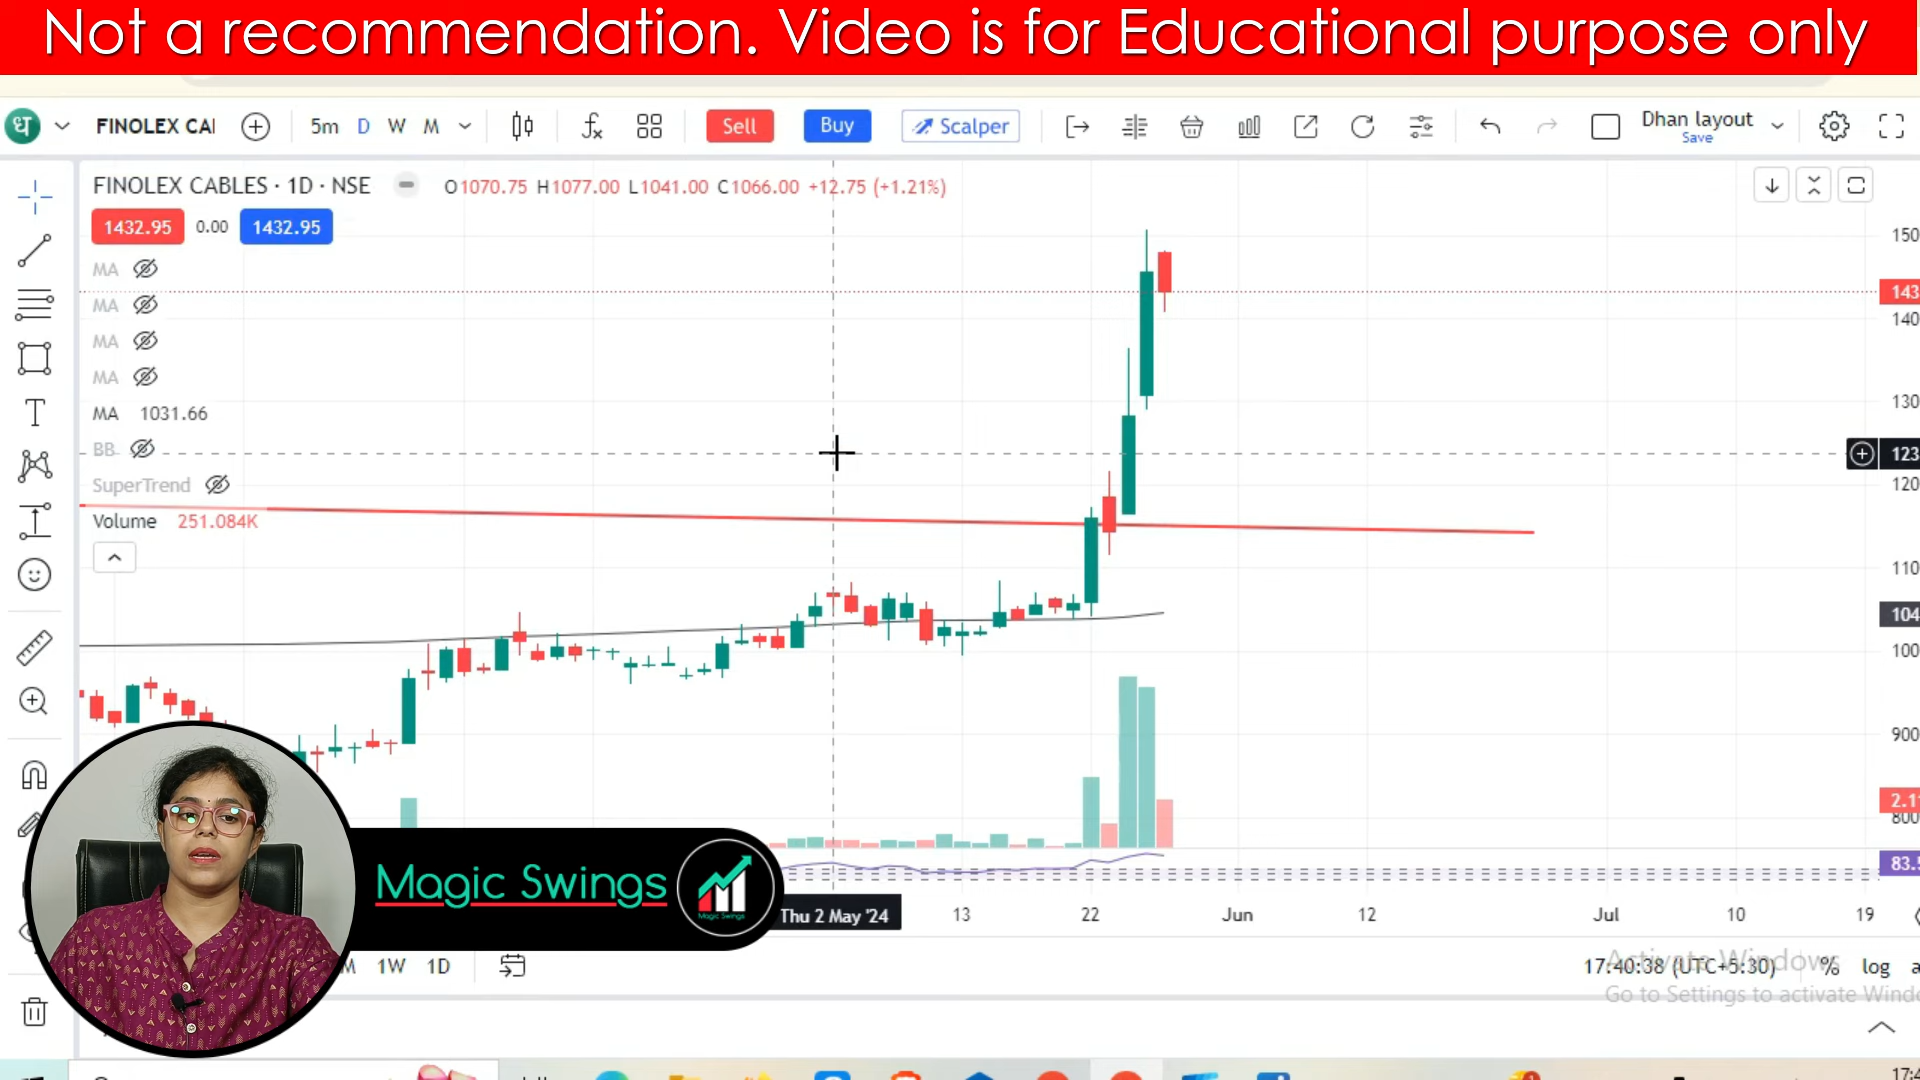 Not a recommendation. Video is for Educational purpose only
ध FINOLEX CAI 5m D W M Sell Buy Scalper Dhan layout
Save
FINOLEX CABLES · 1D · NSE O1070.75 H1077.00 L1041.00 C1066.00 +12.75 (+1.21%)
1432.95 0.00 1432.95
MA
MA
MA
MA
MA 1031.66
BB
SuperTrend
Volume 251.084K
150
143
140
130
123
120
110
104
100
900
2.1
800
83.
Magic Swings
Magic Swings
Thu 2 May '24 13 22 Jun 12 Jul 10 19
M 1W 1D
17:40:38 (UTC+5:30) % log a
Activate Windows
Go to Settings to activate Windo
17:4